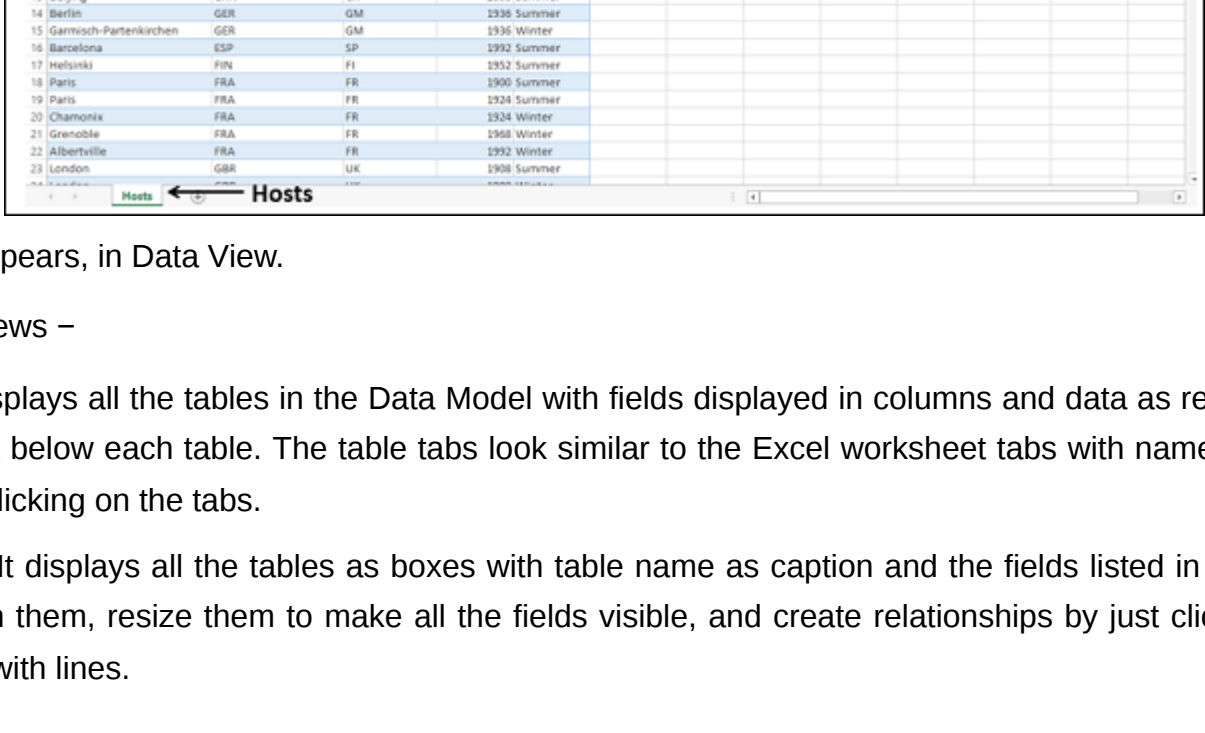 14 Berlin GER GM 1936 Summer
15 Garmisch-Partenkirchen GER GM 1936 Winter
16 Barcelona ESP SP 1992 Summer
17 Helsinki FIN FI 1952 Summer
18 Paris FRA FR 1900 Summer
19 Paris FRA FR 1924 Summer
20 Chamonix FRA FR 1924 Winter
21 Grenoble FRA FR 1968 Winter
22 Albertville FRA FR 1992 Winter
23 London GBR UK 1908 Summer
Hosts Hosts
pears, in Data View.
ews −
splays all the tables in the Data Model with fields displayed in columns and data as re
below each table. The table tabs look similar to the Excel worksheet tabs with name
licking on the tabs.
It displays all the tables as boxes with table name as caption and the fields listed in
them, resize them to make all the fields visible, and create relationships by just cli
with lines.